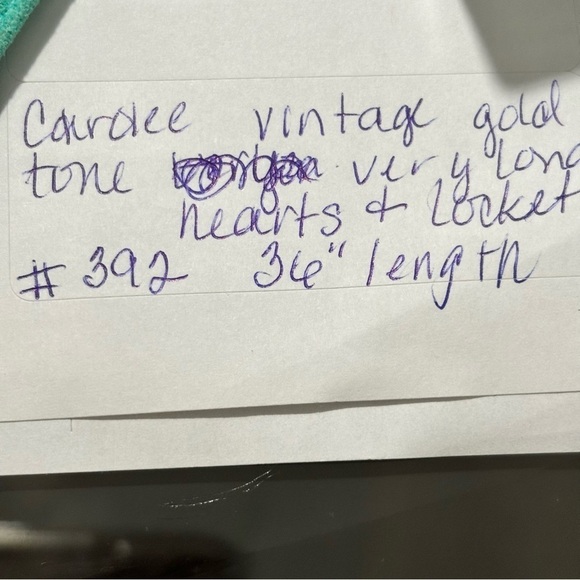 Carolee vintage gold
tone very long
hearts + locket
#392 36" length